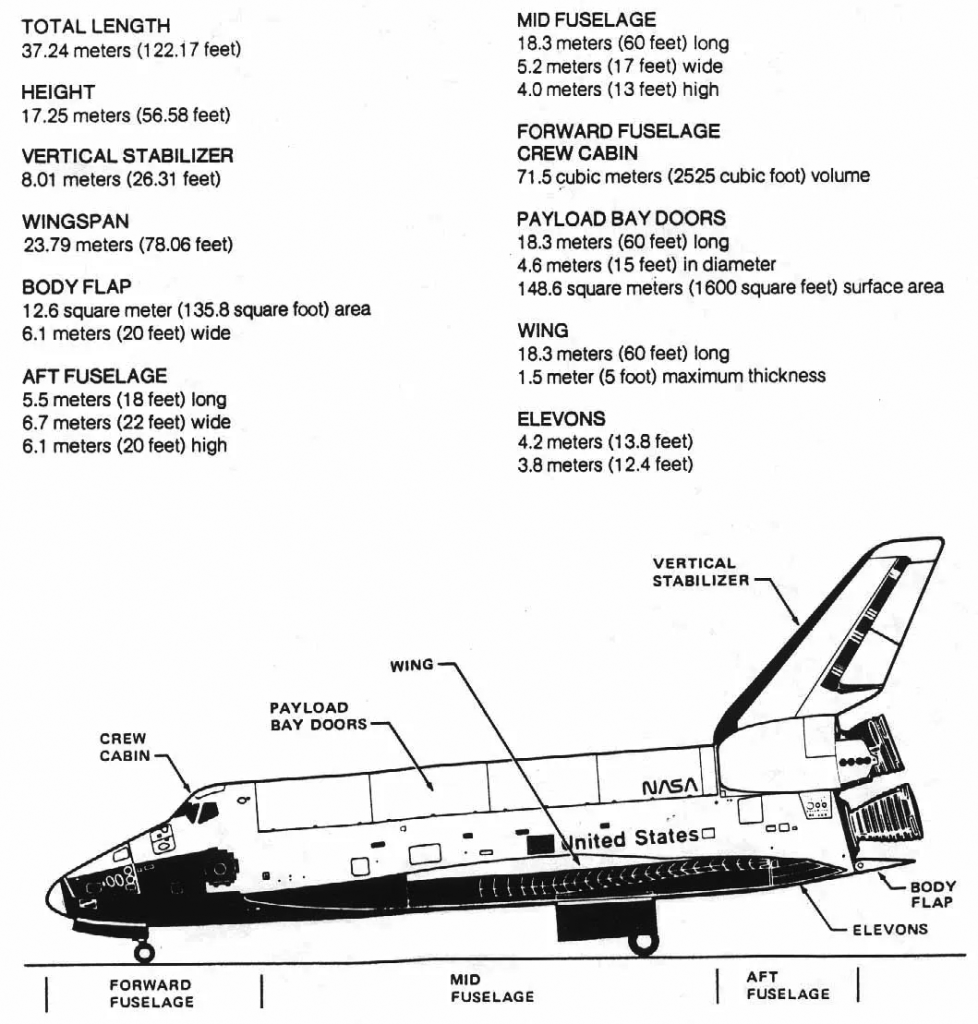 TOTAL LENGTH
37.24 meters (122.17 feet)
HEIGHT
17.25 meters (56.58 feet)
VERTICAL STABILIZER
8.01 meters (26.31 feet)
WINGSPAN
23.79 meters (78.06 feet)
BODY FLAP
12.6 square meter (135.8 square foot) area
6.1 meters (20 feet) wide
AFT FUSELAGE
5.5 meters (18 feet) long
6.7 meters (22 feet) wide
6.1 meters (20 feet) high
MID FUSELAGE
18.3 meters (60 feet) long
5.2 meters (17 feet) wide
4.0 meters (13 feet) high
FORWARD FUSELAGE
CREW CABIN
71.5 cubic meters (2525 cubic foot) volume
PAYLOAD BAY DOORS
18.3 meters (60 feet) long
4.6 meters (15 feet) in diameter
148.6 square meters (1600 square feet) surface area
WING
18.3 meters (60 feet) long
1.5 meter (5 foot) maximum thickness
ELEVONS
4.2 meters (13.8 feet)
3.8 meters (12.4 feet)
VERTICAL
STABILIZER
WING
PAYLOAD
BAY DOORS
CREW
CABIN
NASA
United States
BODY
FLAP
ELEVONS
FORWARD
FUSELAGE
MID
FUSELAGE
AFT
FUSELAGE